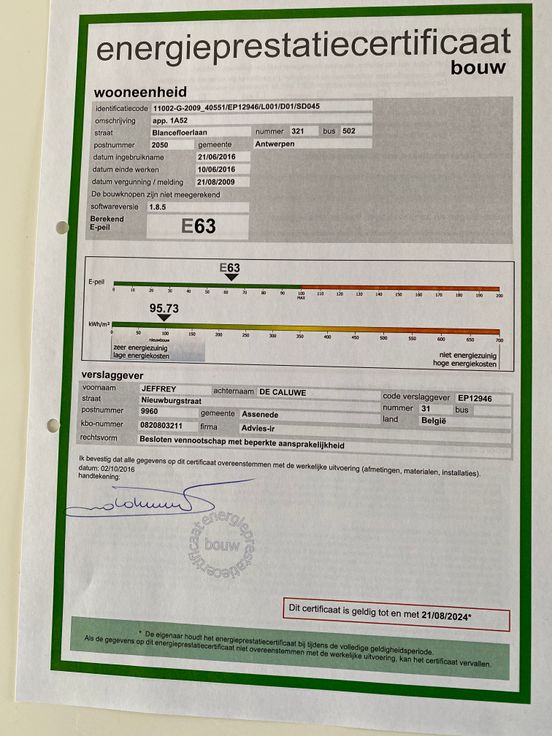 energieprestatiecertificaat
bouw
wooneenheid
identificatiecode 11002-G-2009_40551/EP12946/L001/D01/SD045
omschrijving app. 1A52
straat Blancefloerlaan nummer 321 bus 502
postnummer 2050 gemeente Antwerpen
datum ingebruikname 21/06/2016
datum einde werken 10/06/2016
datum vergunning / melding 21/08/2009
De bouwknopen zijn niet meegerekend
softwareversie 1.8.5
Berekend
E-peil E63
E63
E-peil
0 10 20 30 40 50 60 70 80 90 100 110 120 130 140 150 160 170 180 190 200
MAX
95.73
kWh/m²
0 50 100 150 200 250 300 350 400 450 500 550 600 650 700
nieuwbouw
zeer energiezuinig niet energiezuinig
lage energiekosten hoge energiekosten
verslaggever
voornaam JEFFREY achternaam DE CALUWE code verslaggever EP12946
straat Nieuwburgstraat nummer 31 bus
postnummer 9960 gemeente Assenede land België
kbo-nummer 0820803211 firma Advies-ir
rechtsvorm Besloten vennootschap met beperkte aansprakelijkheid
Ik bevestig dat alle gegevens op dit certificaat overeenstemmen met de werkelijke uitvoering (afmetingen, materialen, installaties).
datum: 02/10/2016
handtekening:
energieprestatiecertificaat
bouw
Dit certificaat is geldig tot en met 21/08/2024*
* De eigenaar houdt het energieprestatiecertificaat bij tijdens de volledige geldigheidsperiode.
Als de gegevens op dit energieprestatiecertificaat niet overeenstemmen met de werkelijke uitvoering, kan het certificaat vervallen.